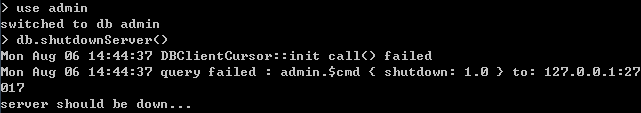 > use admin
switched to db admin
> db.shutdownServer()
Mon Aug 06 14:44:37 DBClientCursor::init call() failed
Mon Aug 06 14:44:37 query failed : admin.$cmd { shutdown: 1.0 } to: 127.0.0.1:27
017
server should be down...